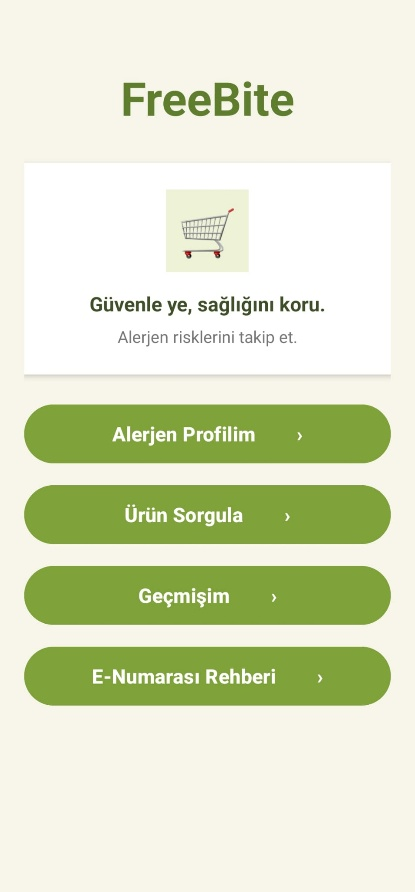 FreeBite
Güvenle ye, sağlığını koru.
Alerjen risklerini takip et.
Alerjen Profilim ›
Ürün Sorgula ›
Geçmişim ›
E-Numarası Rehberi ›